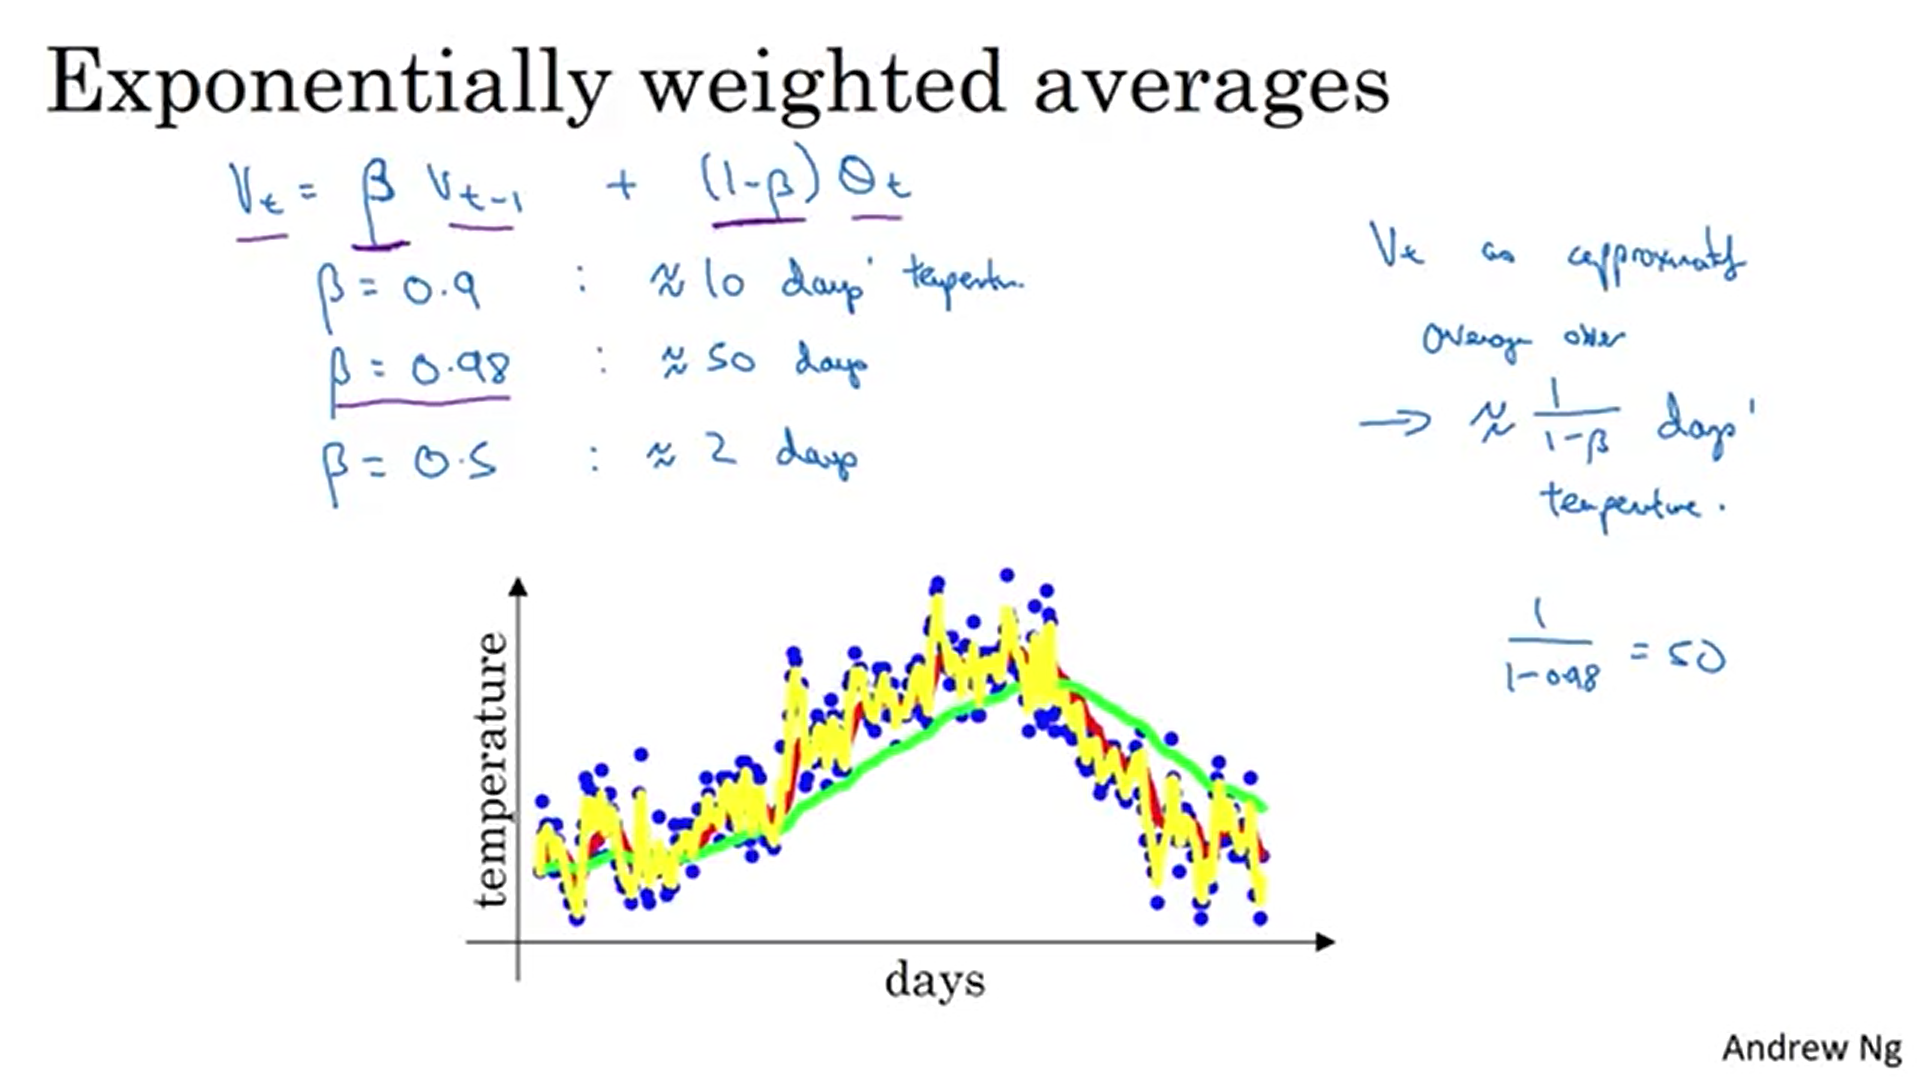 Exponentially weighted averages
Vt = β Vt-1 + (1-β) θt
β = 0.9 : ≈ 10 days' temperature
β = 0.98 : ≈ 50 days
β = 0.5 : ≈ 2 days
Vt as approximately
average over
→ ≈ 1/(1-β) days'
temperature.
1/(1-0.98) = 50
temperature
days
Andrew Ng